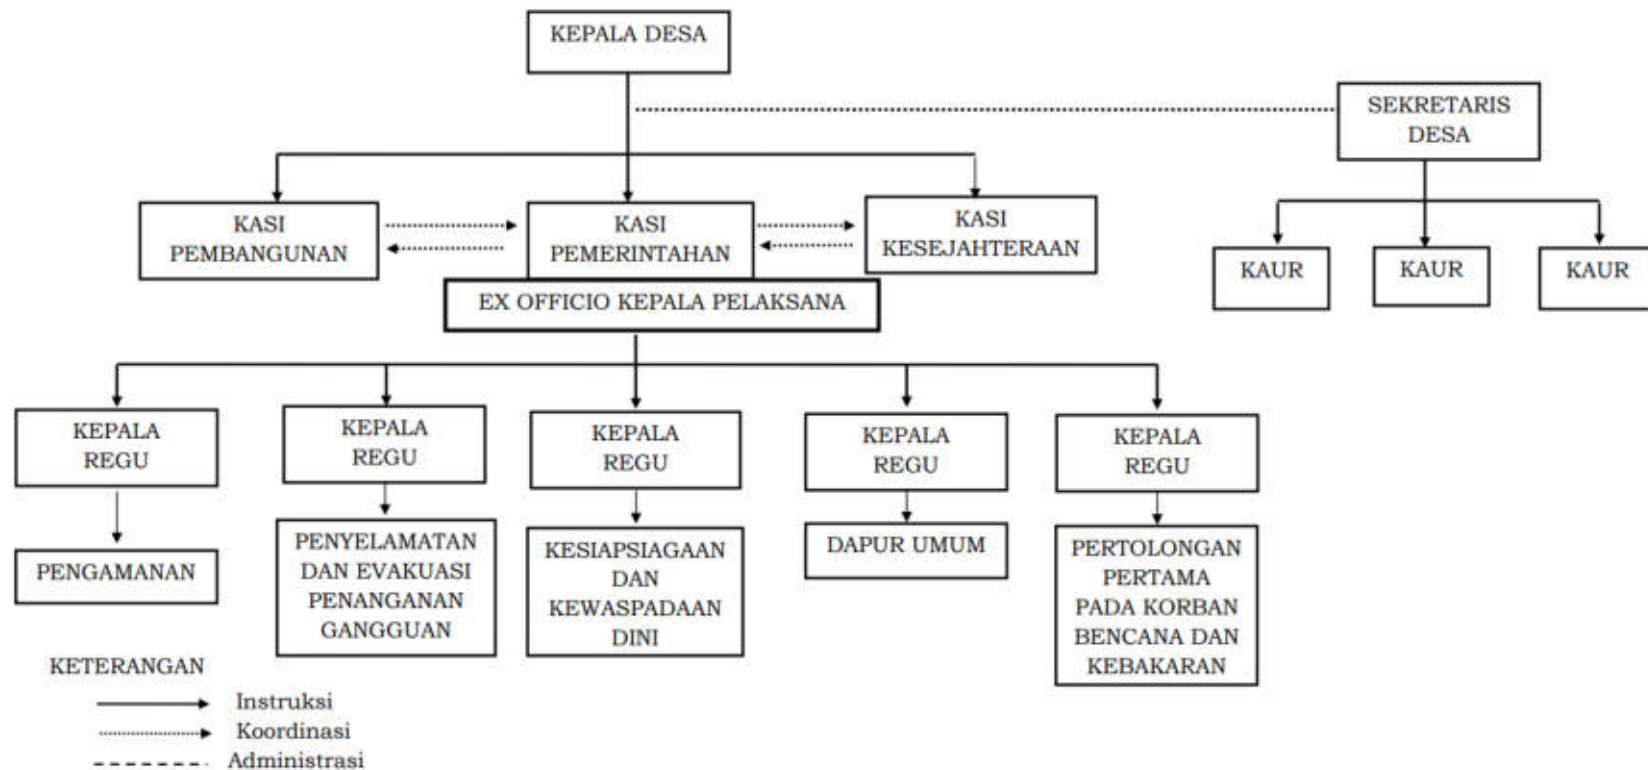 KEPALA DESA
SEKRETARIS
DESA
KASI
PEMBANGUNAN
KASI
PEMERINTAHAN
KASI
KESEJAHTERAAN
KAUR
KAUR
KAUR
EX OFFICIO KEPALA PELAKSANA
KEPALA
REGU
KEPALA
REGU
KEPALA
REGU
KEPALA
REGU
KEPALA
REGU
PENGAMANAN
PENYELAMATAN
DAN EVAKUASI
PENANGANAN
GANGGUAN
KESIAPSIAGAAN
DAN
KEWASPADAAN
DINI
DAPUR UMUM
PERTOLONGAN
PERTAMA
PADA KORBAN
BENCANA DAN
KEBAKARAN
KETERANGAN
Instruksi
Koordinasi
Administrasi